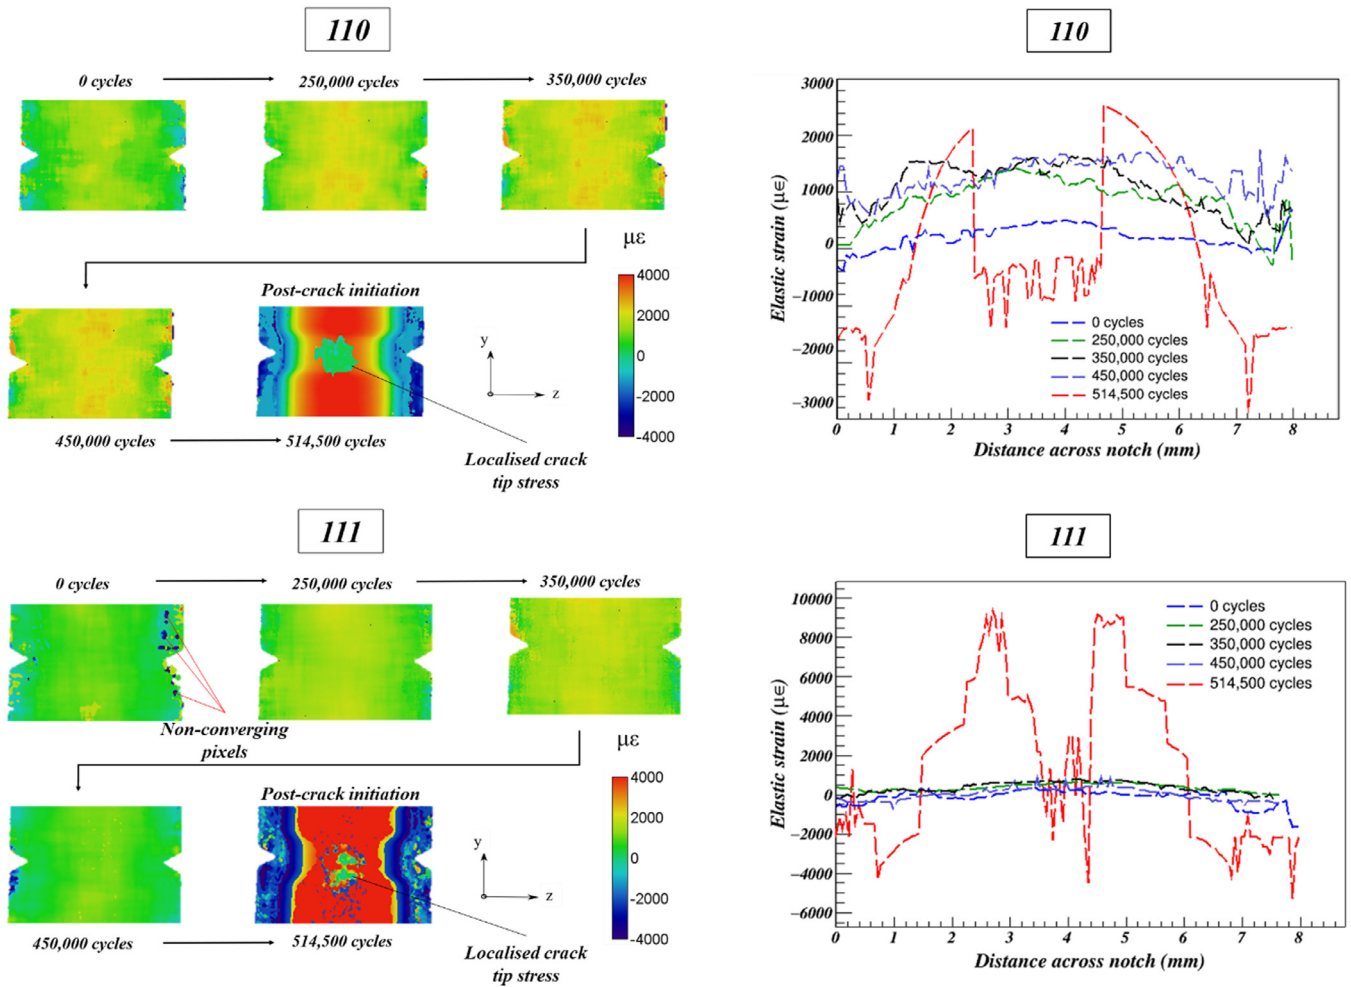 110
0 cycles
250,000 cycles
350,000 cycles
με
450,000 cycles
Post-crack initiation
514,500 cycles
4000
2000
0
-2000
-4000
y
z
Localised crack
tip stress
110
Elastic strain (με)
3000
2000
1000
0
−1000
−2000
−3000
0 1 2 3 4 5 6 7 8
Distance across notch (mm)
0 cycles
250,000 cycles
350,000 cycles
450,000 cycles
514,500 cycles
111
0 cycles
250,000 cycles
350,000 cycles
Non-converging
pixels
με
450,000 cycles
Post-crack initiation
514,500 cycles
4000
2000
0
-2000
-4000
y
z
Localised crack
tip stress
111
Elastic strain (με)
10000
8000
6000
4000
2000
0
−2000
−4000
−6000
0 1 2 3 4 5 6 7 8
Distance across notch (mm)
0 cycles
250,000 cycles
350,000 cycles
450,000 cycles
514,500 cycles